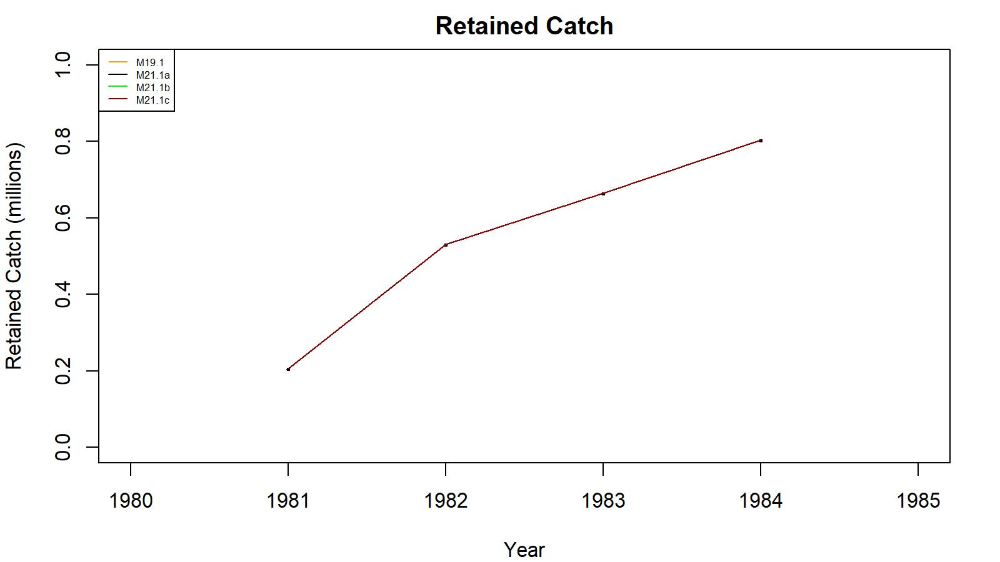 Retained Catch
M19.1
M21.1a
M21.1b
M21.1c
Retained Catch (millions)
1.0
0.8
0.6
0.4
0.2
0.0
1980 1981 1982 1983 1984 1985
Year